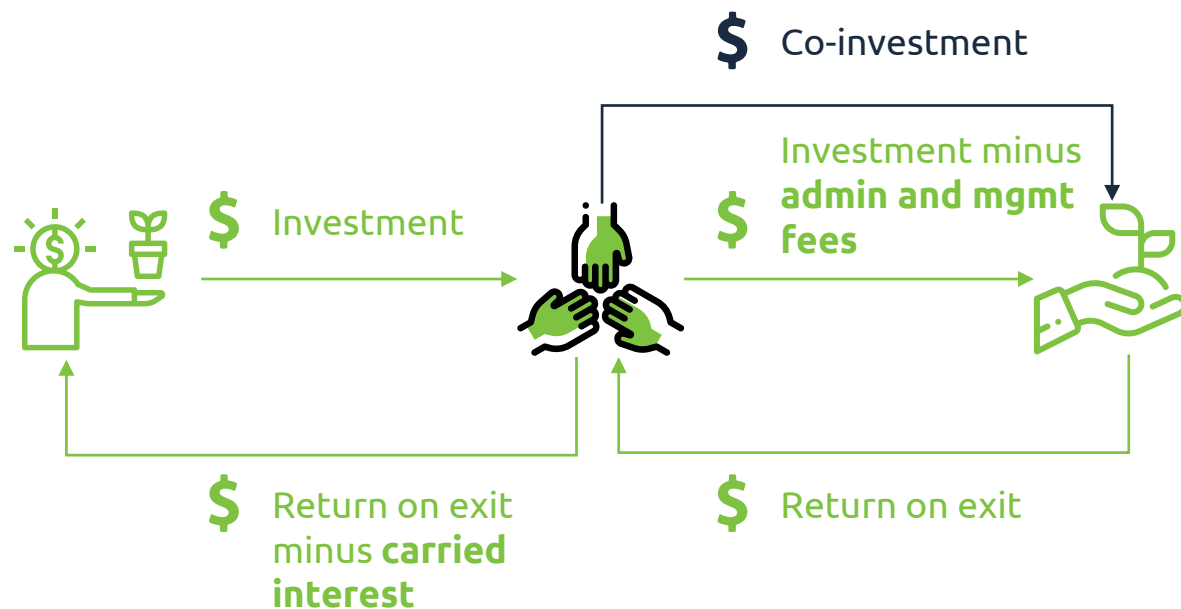 $ Co-investment
$ Investment
$ Investment minus
admin and mgmt
fees
$
$ Return on exit
minus carried
interest
$ Return on exit